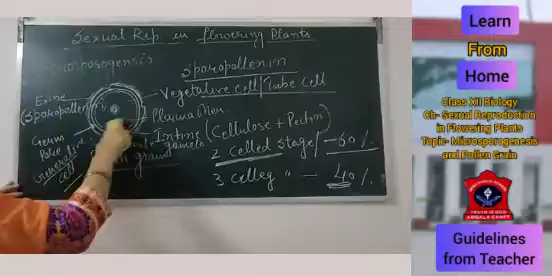 Sexual Rep in flowering Plants
Sporopollenin
Exine
(Sporopollenin)
Vegetative cell / Tube Cell
Plasma Mem
Intine (Cellulose + Pectin)
Germ
2 Celled Stage - 60 %
3 Celled " - 40 %.
cell
Learn
From
Home
Class XII Biology
Ch- Sexual Reproduction
in Flowering Plants
Topic- Microsporogenesis
and Pollen Grain
Guidelines
from Teacher